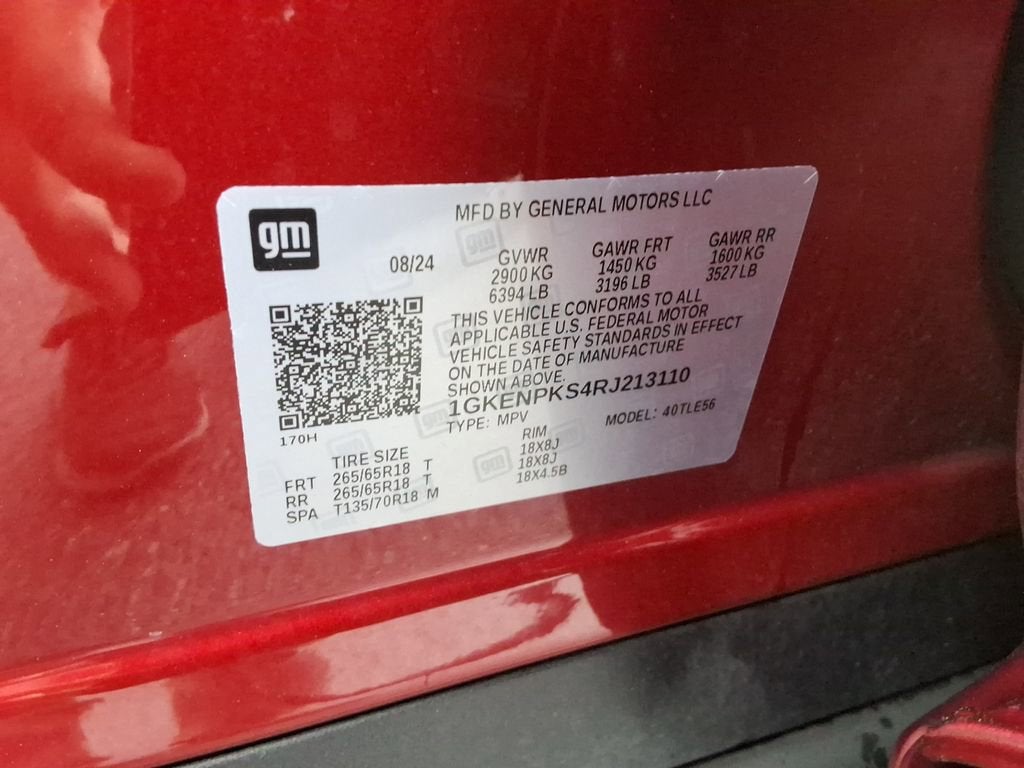 gm
MFD BY GENERAL MOTORS LLC
08/24
GVWR GAWR FRT GAWR RR
2900 KG 1450 KG 1600 KG
6394 LB 3196 LB 3527 LB
THIS VEHICLE CONFORMS TO ALL
APPLICABLE U.S. FEDERAL MOTOR
VEHICLE SAFETY STANDARDS IN EFFECT
ON THE DATE OF MANUFACTURE
SHOWN ABOVE.
1GKENPKS4RJ213110
TYPE: MPV MODEL: 40TLE56
170H
TIRE SIZE RIM
FRT 265/65R18 T 18X8J
RR 265/65R18 T 18X8J
SPA T135/70R18 M 18X4.5B